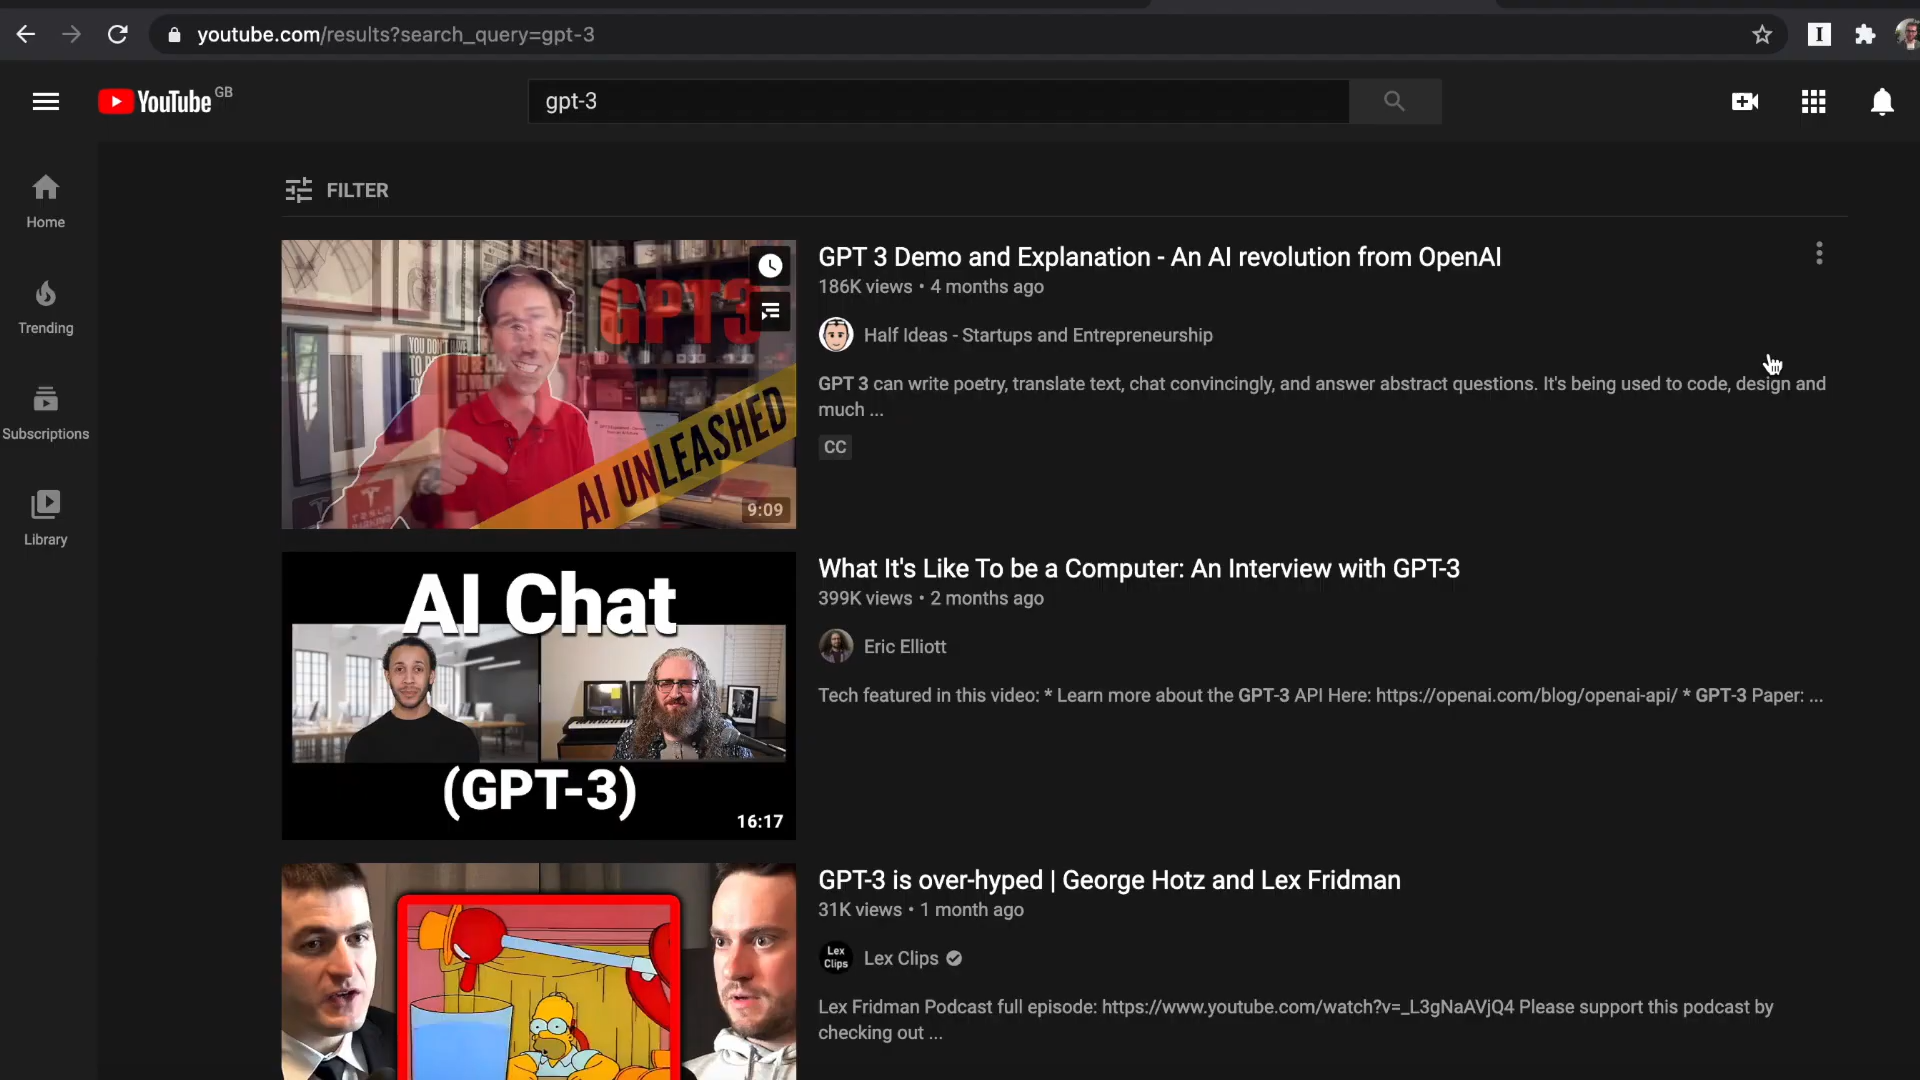 youtube.com/results?search_query=gpt-3
YouTube GB
gpt-3
FILTER
Home
Trending
Subscriptions
Library
GPT3
AI UNLEASHED
9:09
GPT 3 Demo and Explanation - An AI revolution from OpenAI
186K views • 4 months ago
Half Ideas - Startups and Entrepreneurship
GPT 3 can write poetry, translate text, chat convincingly, and answer abstract questions. It's being used to code, design and
much ...
CC
AI Chat
(GPT-3)
16:17
What It's Like To be a Computer: An Interview with GPT-3
399K views • 2 months ago
Eric Elliott
Tech featured in this video: * Learn more about the GPT-3 API Here: https://openai.com/blog/openai-api/ * GPT-3 Paper: ...
GPT-3 is over-hyped | George Hotz and Lex Fridman
31K views • 1 month ago
Lex
Clips
Lex Clips
Lex Fridman Podcast full episode: https://www.youtube.com/watch?v=_L3gNaAVjQ4 Please support this podcast by
checking out ...